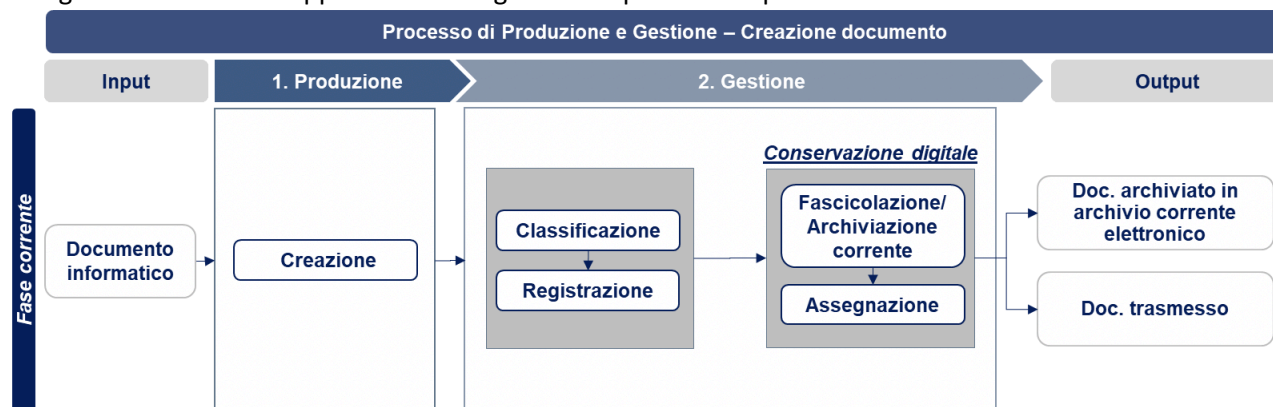 Processo di Produzione e Gestione – Creazione documento
Input
1. Produzione
2. Gestione
Output
Fase corrente
Documento
informatico
Creazione
Classificazione
Registrazione
Conservazione digitale
Fascicolazione/
Archiviazione
corrente
Assegnazione
Doc. archiviato in
archivio corrente
elettronico
Doc. trasmesso